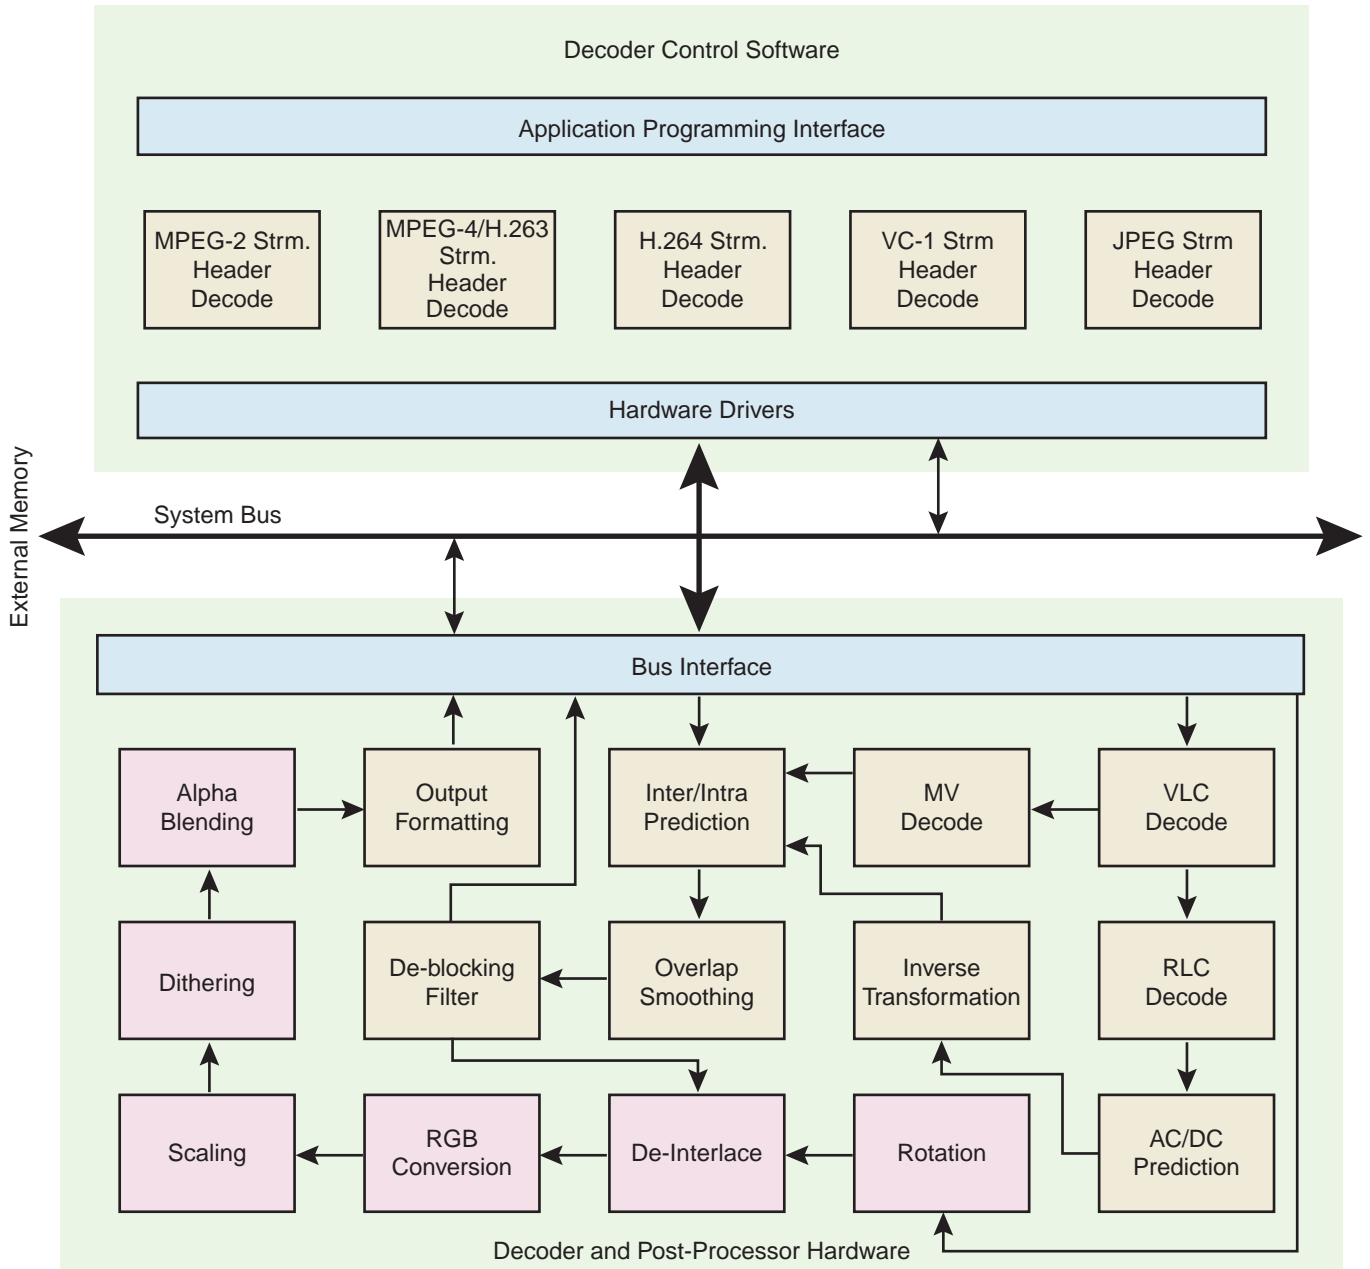 Decoder Control Software
Application Programming Interface
MPEG-2 Strm.
Header
Decode
MPEG-4/H.263
Strm.
Header
Decode
H.264 Strm.
Header
Decode
VC-1 Strm
Header
Decode
JPEG Strm
Header
Decode
Hardware Drivers
External Memory
System Bus
Bus Interface
Alpha
Blending
Output
Formatting
Inter/Intra
Prediction
MV
Decode
VLC
Decode
Dithering
De-blocking
Filter
Overlap
Smoothing
Inverse
Transformation
RLC
Decode
Scaling
RGB
Conversion
De-Interlace
Rotation
AC/DC
Prediction
Decoder and Post-Processor Hardware